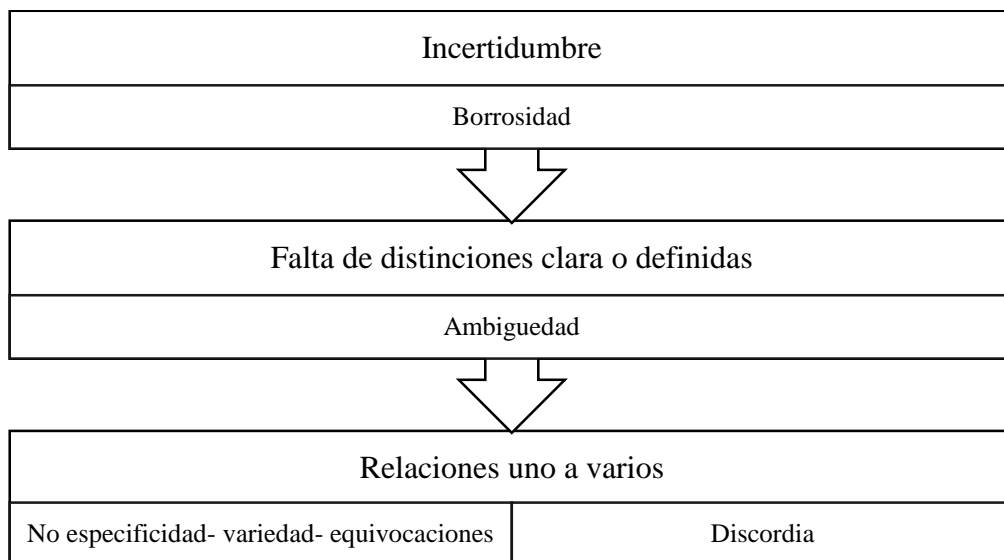 Incertidumbre
Borrosidad
Falta de distinciones clara o definidas
Ambiguedad
Relaciones uno a varios
No especificidad- variedad- equivocaciones
Discordia